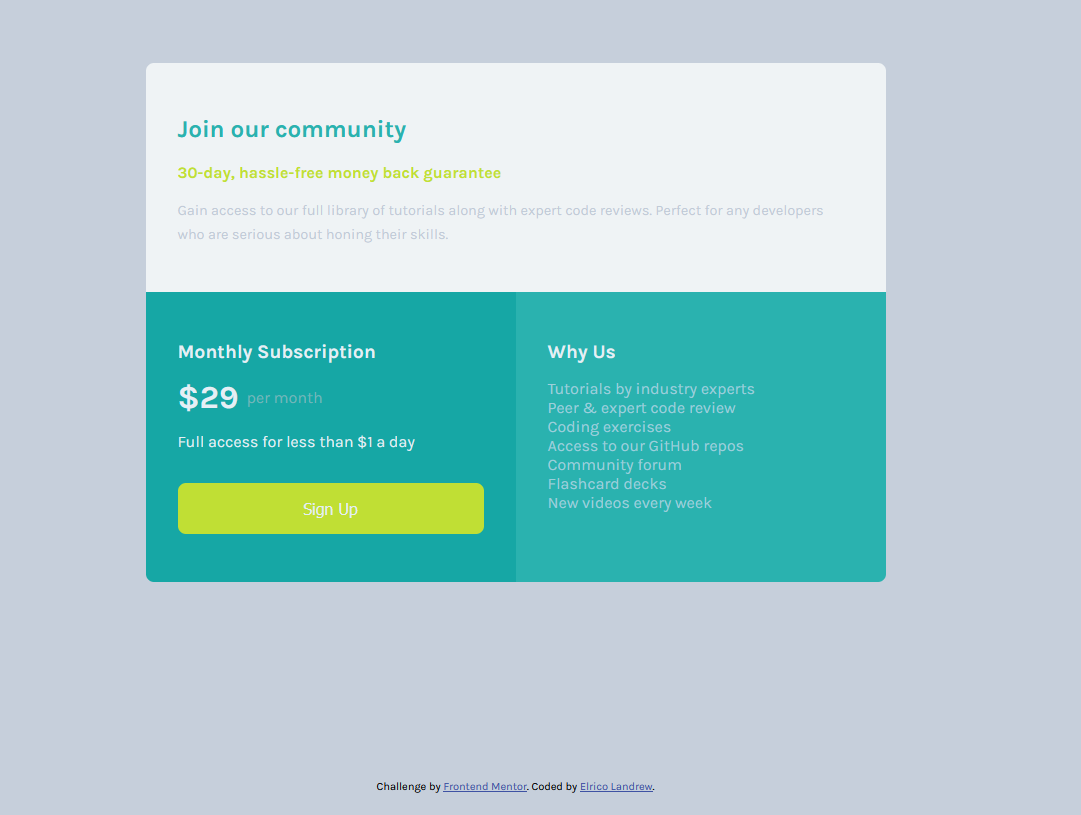 Join our community
30-day, hassle-free money back guarantee
Gain access to our full library of tutorials along with expert code reviews. Perfect for any developers
who are serious about honing their skills.
Monthly Subscription
$29 per month
Full access for less than $1 a day
Sign Up
Why Us
Tutorials by industry experts
Peer & expert code review
Coding exercises
Access to our GitHub repos
Community forum
Flashcard decks
New videos every week
Challenge by Frontend Mentor. Coded by Elrico Landrew.